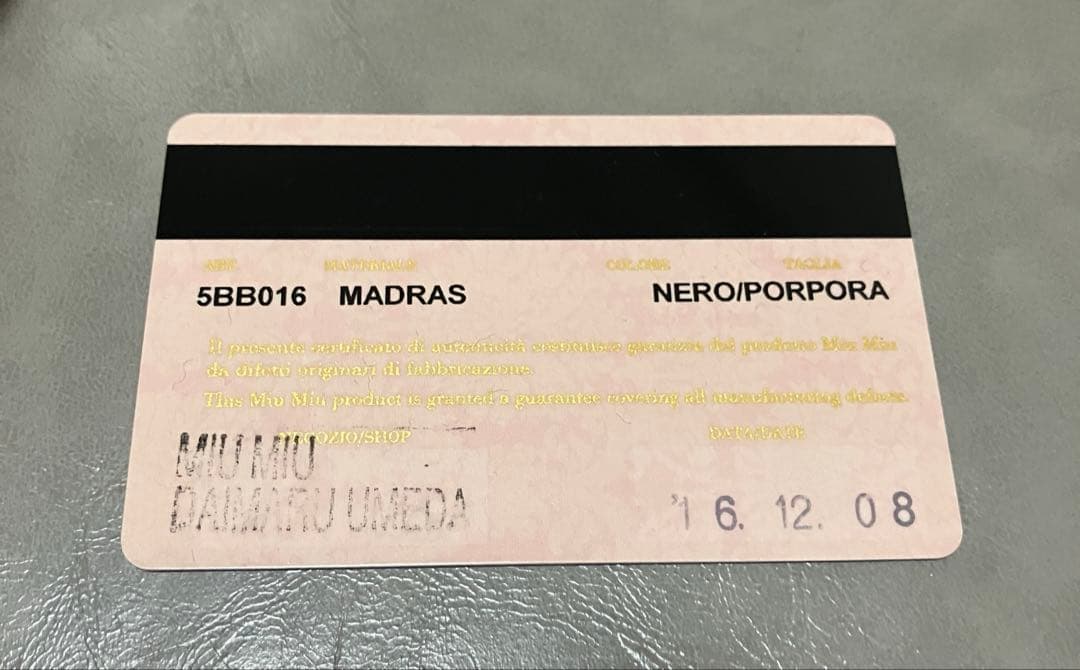 ART. MATERIALE COLORE TAGLIA
5BB016 MADRAS NERO/PORPORA
Il presente certificato di autenticità costituisce garanzia del prodotto Miu Miu
da difetti originari di fabbricazione.
This Miu Miu product is granted a guarantee covering all manufacturing defects.
NEGOZIO/SHOP DATA/DATE
MIU MIU
DAIMARU UMEDA '16. 12. 08